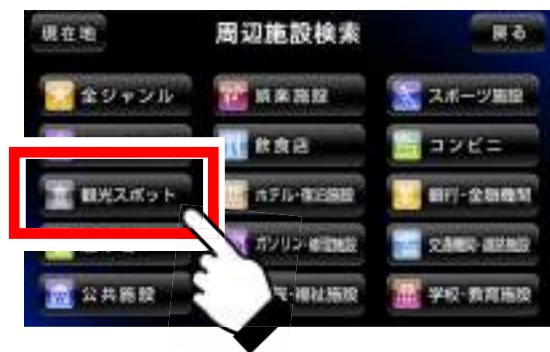 現在地 周辺施設検索 戻る
全ジャンル 娯楽施設 スポーツ施設
飲食店 コンビニ
観光スポット ホテル・宿泊施設 銀行・金融機関
ガソリン 交通機関
公共施設 福祉施設 学校・教育施設